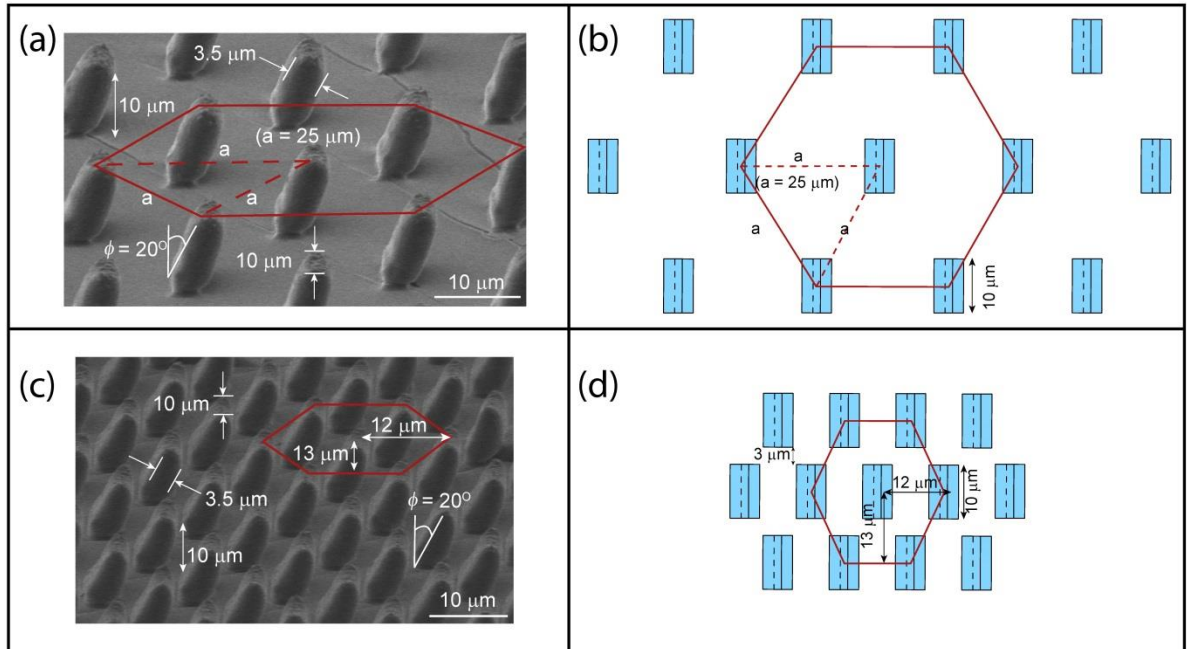 (a)
3.5 μm
10 μm
(a = 25 μm)
a
a
a
ϕ = 20°
10 μm
10 μm
(b)
a
(a = 25 μm)
a
a
10 μm
(c)
10 μm
12 μm
13 μm
3.5 μm
ϕ = 20°
10 μm
10 μm
(d)
3 μm
12 μm
10 μm
13 μm